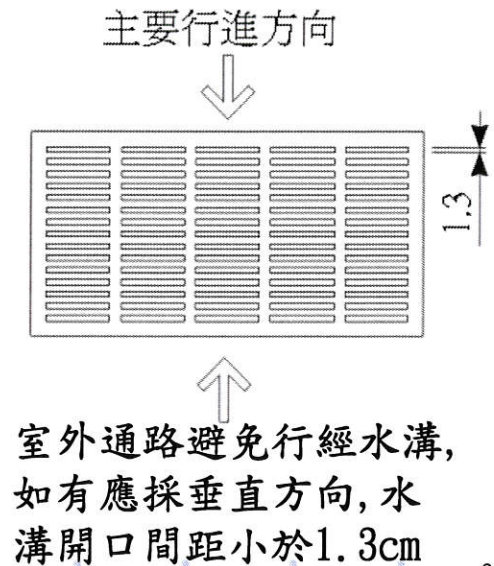 主要行進方向
1.3
室外通路避免行經水溝,
如有應採垂直方向,水
溝開口間距小於1.3cm